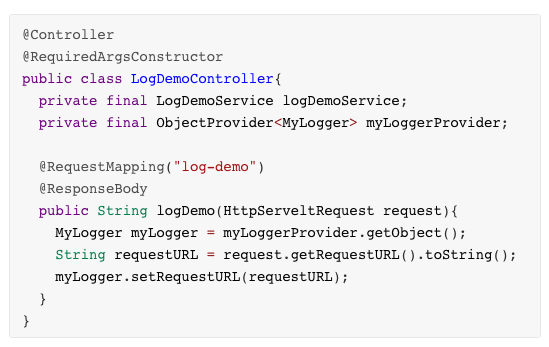 @Controller
@RequiredArgsConstructor
public class LogDemoController{
  private final LogDemoService logDemoService;
  private final ObjectProvider<MyLogger> myLoggerProvider;

  @RequestMapping("log-demo")
  @ResponseBody
  public String logDemo(HttpServeltRequest request){
    MyLogger myLogger = myLoggerProvider.getObject();
    String requestURL = request.getRequestURL().toString();
    myLogger.setRequestURL(requestURL);
  }
}